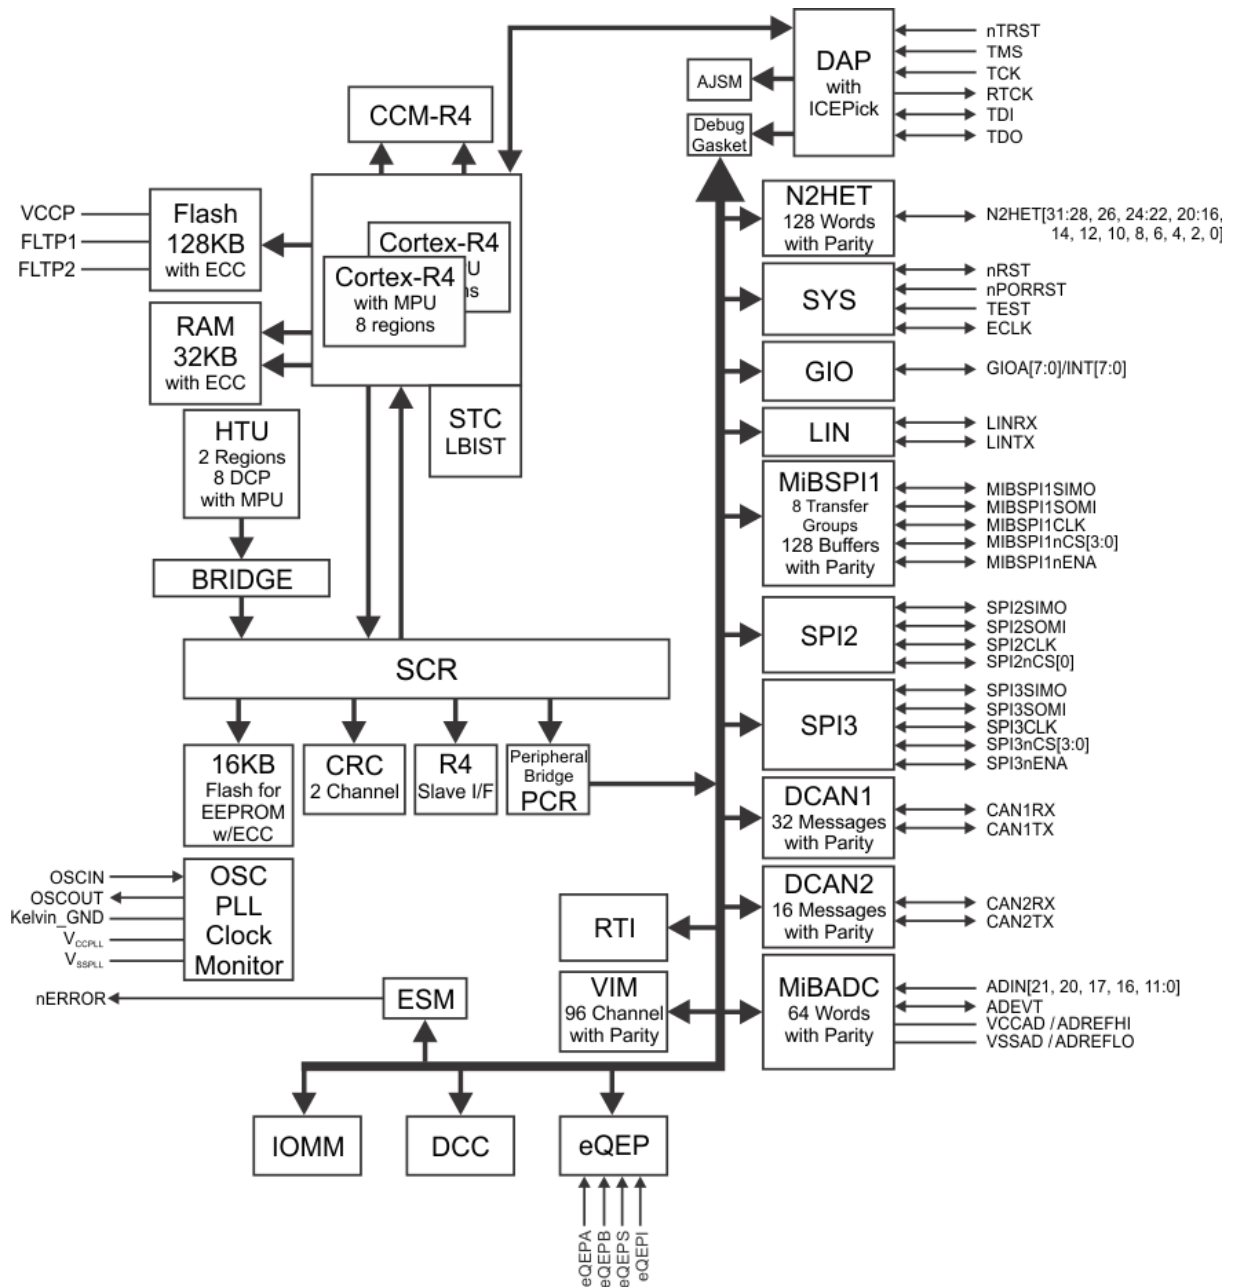 DAP
with
ICEPick
nTRST
TMS
TCK
RTCK
TDI
TDO
AJSM
Debug
Gasket
CCM-R4
VCCP
FLTP1
FLTP2
Flash
128KB
with ECC
Cortex-R4
U
ns
Cortex-R4
with MPU
8 regions
RAM
32KB
with ECC
STC
LBIST
HTU
2 Regions
8 DCP
with MPU
BRIDGE
SCR
16KB
Flash for
EEPROM
w/ECC
CRC
2 Channel
R4
Slave I/F
Peripheral
Bridge
PCR
OSCIN
OSCOUT
Kelvin_GND
VCCPLL
VSSPLL
OSC
PLL
Clock
Monitor
nERROR
ESM
RTI
VIM
96 Channel
with Parity
IOMM
DCC
eQEP
eQEPA
eQEPB
eQEPS
eQEPI
N2HET
128 Words
with Parity
N2HET[31:28, 26, 24:22, 20:16,
14, 12, 10, 8, 6, 4, 2, 0]
SYS
nRST
nPORRST
TEST
ECLK
GIO
GIOA[7:0]/INT[7:0]
LIN
LINRX
LINTX
MiBSPI1
8 Transfer
Groups
128 Buffers
with Parity
MIBSPI1SIMO
MIBSPI1SOMI
MIBSPI1CLK
MIBSPI1nCS[3:0]
MIBSPI1nENA
SPI2
SPI2SIMO
SPI2SOMI
SPI2CLK
SPI2nCS[0]
SPI3
SPI3SIMO
SPI3SOMI
SPI3CLK
SPI3nCS[3:0]
SPI3nENA
DCAN1
32 Messages
with Parity
CAN1RX
CAN1TX
DCAN2
16 Messages
with Parity
CAN2RX
CAN2TX
MiBADC
64 Words
with Parity
ADIN[21, 20, 17, 16, 11:0]
ADEVT
VCCAD / ADREFHI
VSSAD / ADREFLO